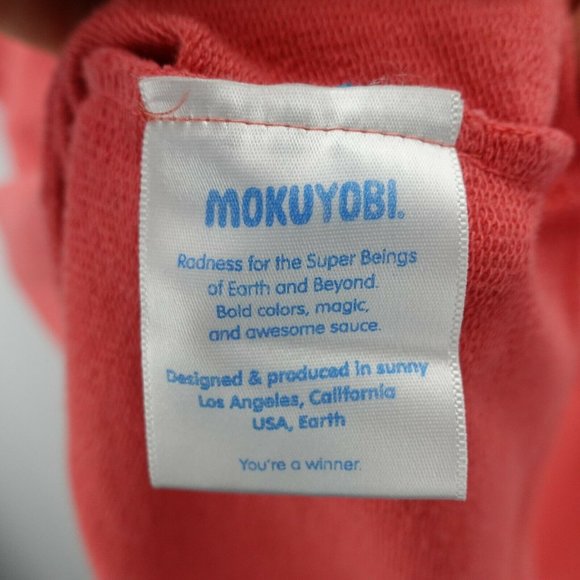 MOKUYOBI.
Radness for the Super Beings
of Earth and Beyond.
Bold colors, magic,
and awesome sauce.
Designed & produced in sunny
Los Angeles, California
USA, Earth
You're a winner.